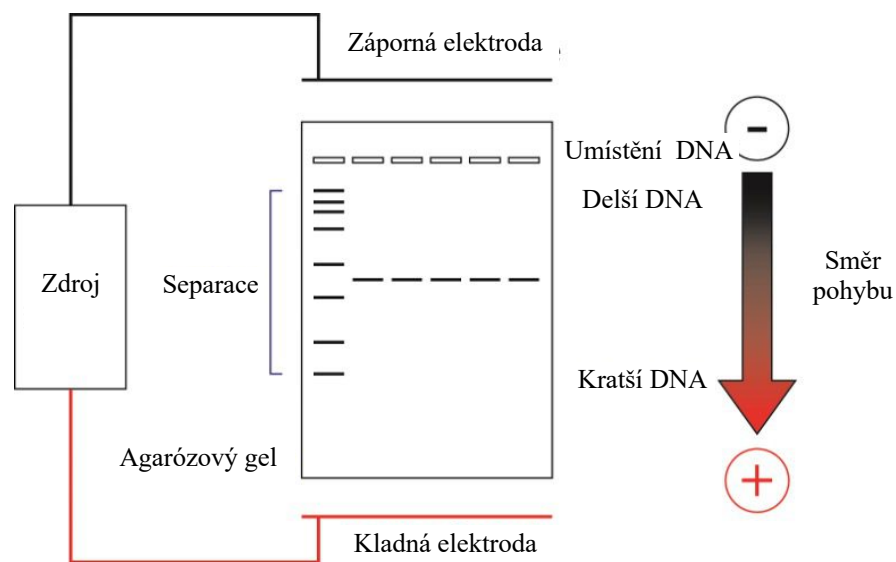 Záporná elektroda
-
Umístění  DNA
Delší DNA
Zdroj
Separace
Směr
pohybu
Kratší DNA
Agarózový gel
+
Kladná elektroda